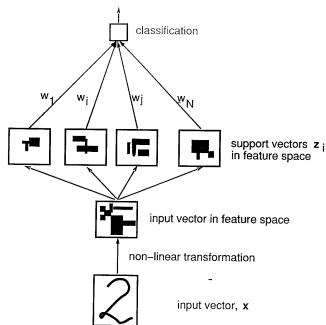 classification
w1 wi wj wN
support vectors zi
in feature space
input vector in feature space
non-linear transformation
input vector, x
2